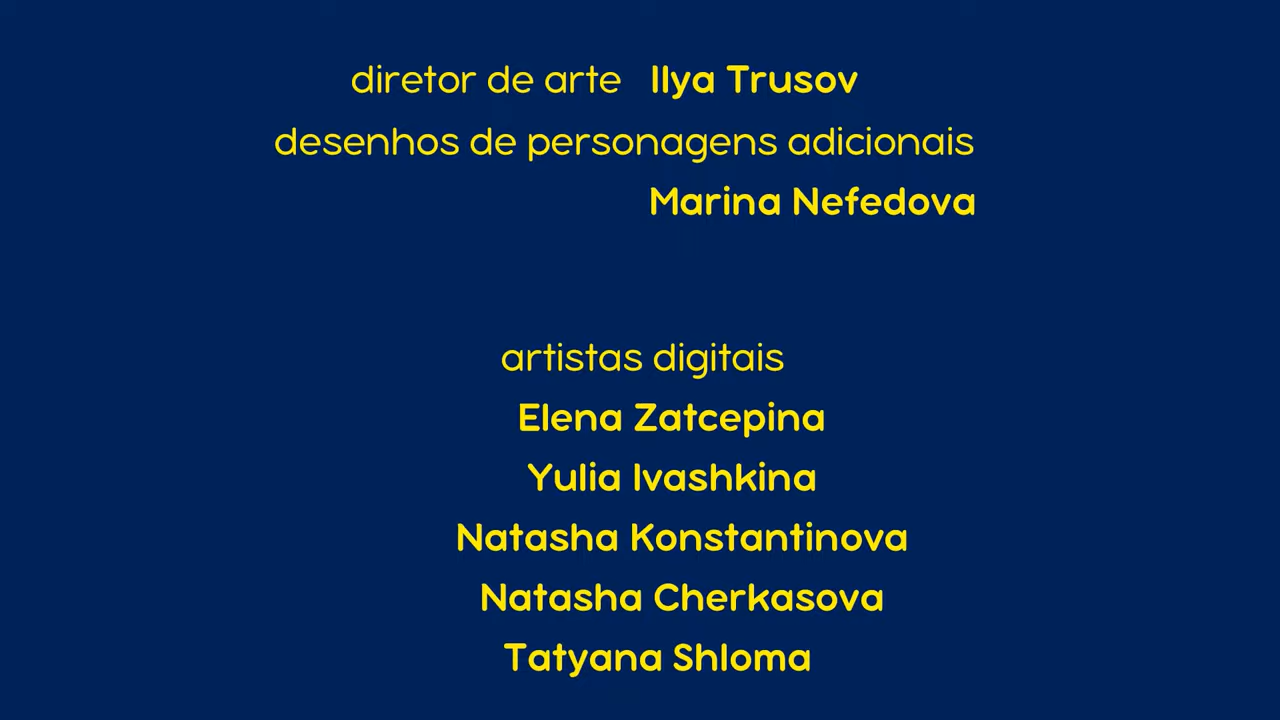 diretor de arte Ilya Trusov
desenhos de personagens adicionais
Marina Nefedova
artistas digitais
Elena Zatcepina
Yulia Ivashkina
Natasha Konstantinova
Natasha Cherkasova
Tatyana Shloma